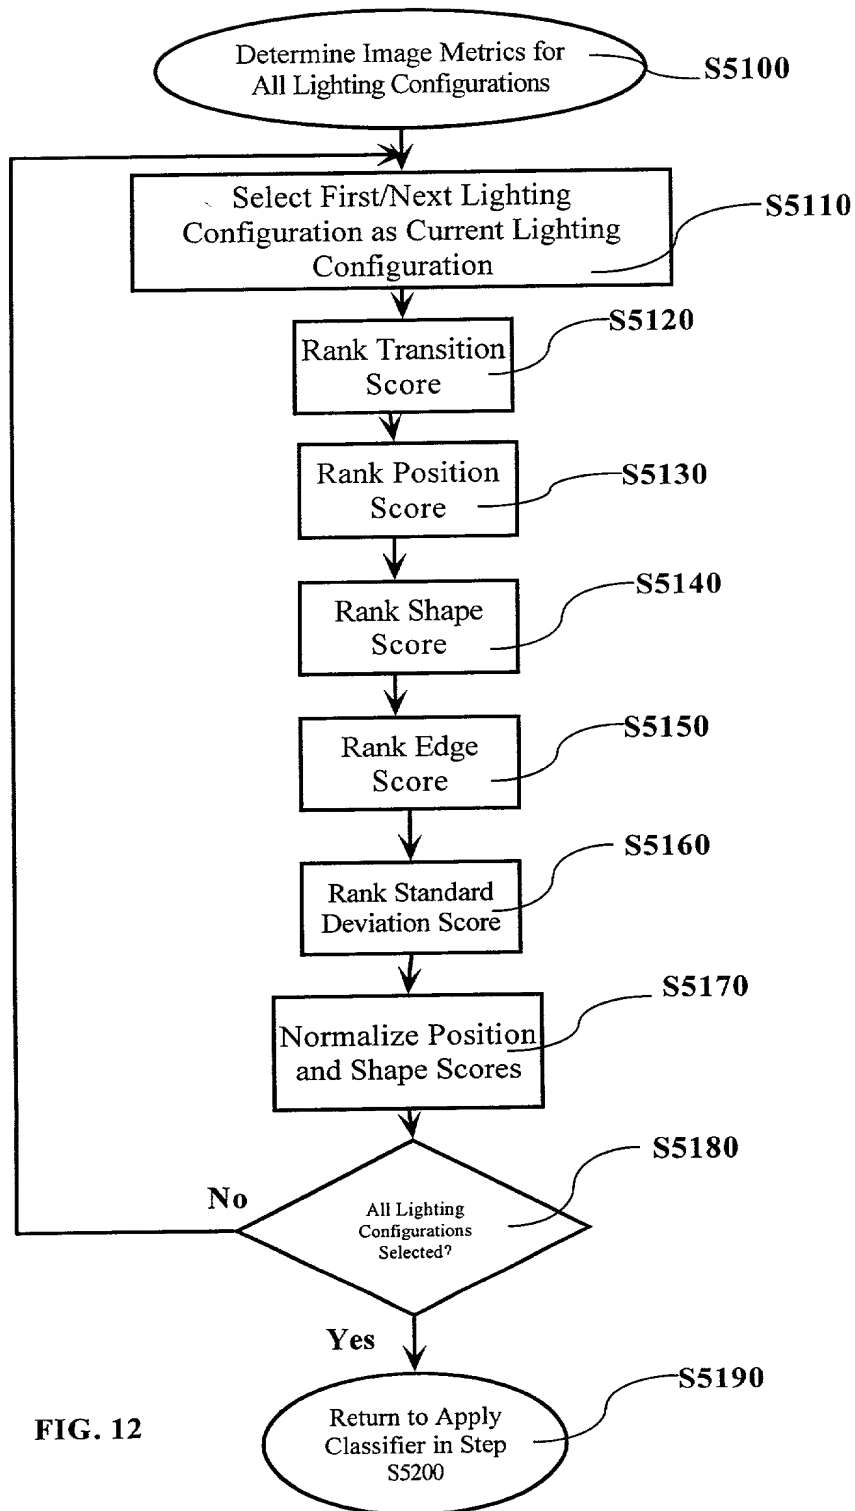 Determine Image Metrics for
All Lighting Configurations
S5100
Select First/Next Lighting
Configuration as Current Lighting
Configuration
S5110
Rank Transition
Score
S5120
Rank Position
Score
S5130
Rank Shape
Score
S5140
Rank Edge
Score
S5150
Rank Standard
Deviation Score
S5160
Normalize Position
and Shape Scores
S5170
All Lighting
Configurations
Selected?
S5180
No
Yes
Return to Apply
Classifier in Step
S5200
S5190
FIG. 12